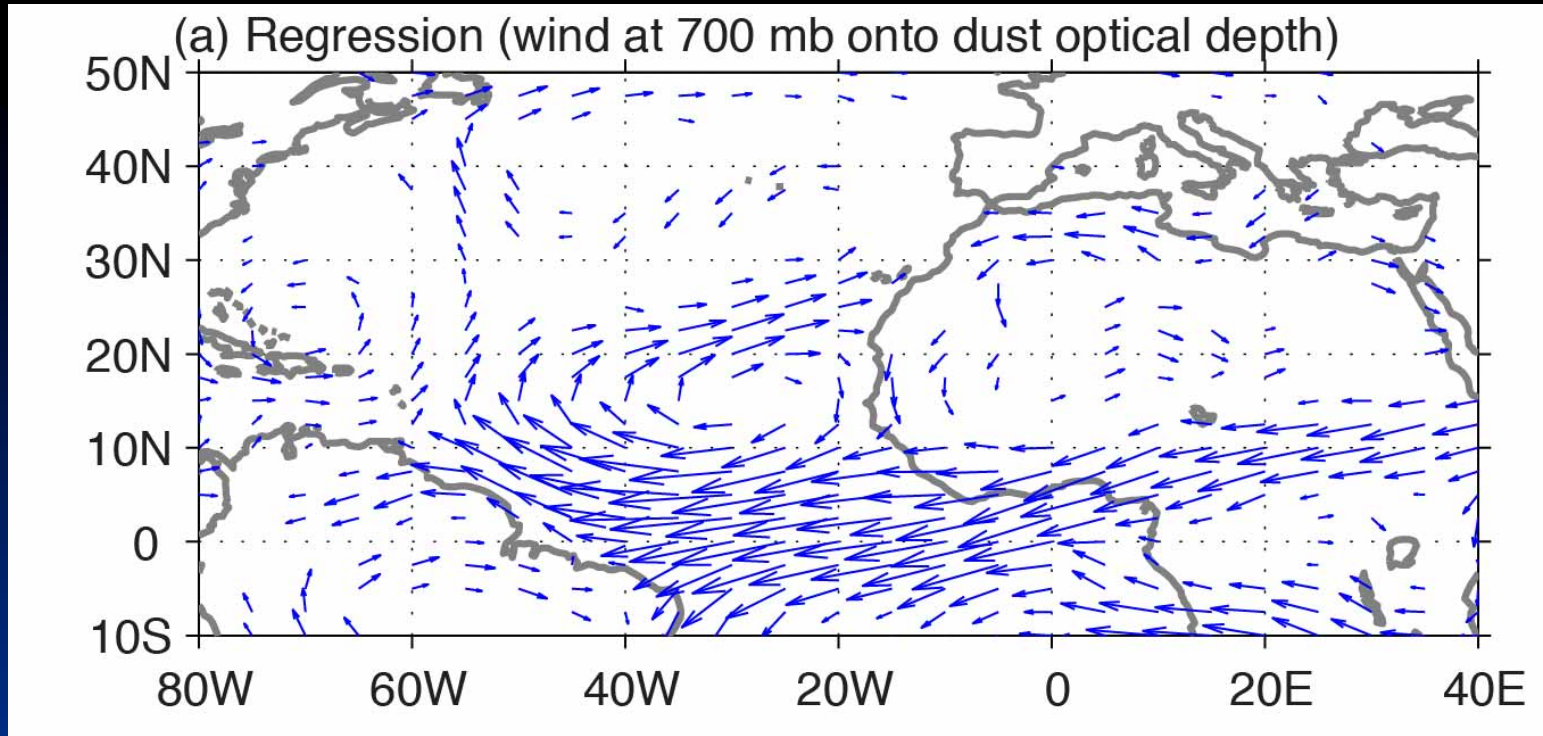 (a) Regression (wind at 700 mb onto dust optical depth)
50N
40N
30N
20N
10N
0
10S
80W 60W 40W 20W 0 20E 40E